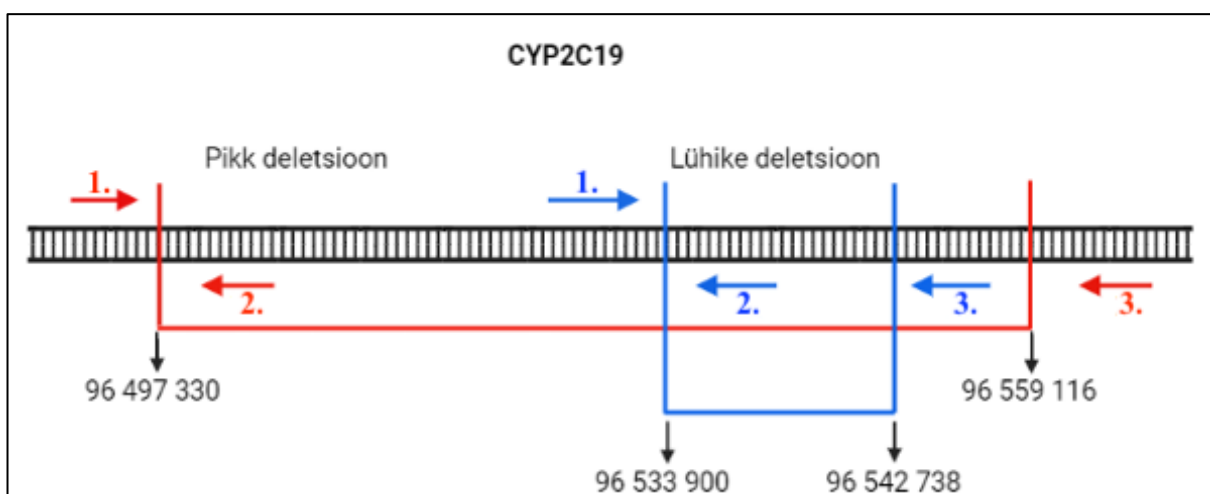 CYP2C19
Pikk deletsioon
Lühike deletsioon
1.
1.
2.
2.
3.
3.
96 497 330
96 559 116
96 533 900
96 542 738